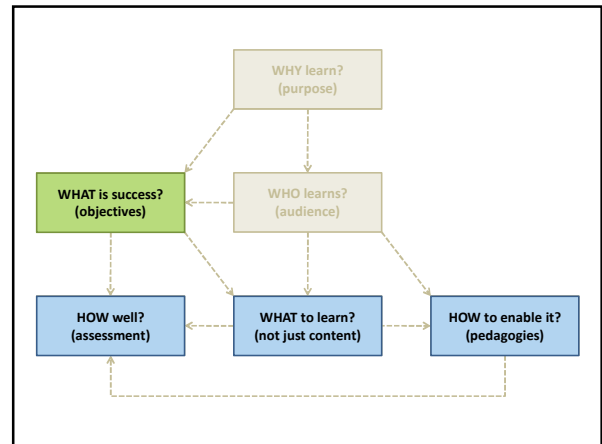 WHY learn?
(purpose)
WHAT is success?
(objectives)
WHO learns?
(audience)
HOW well?
(assessment)
WHAT to learn?
(not just content)
HOW to enable it?
(pedagogies)